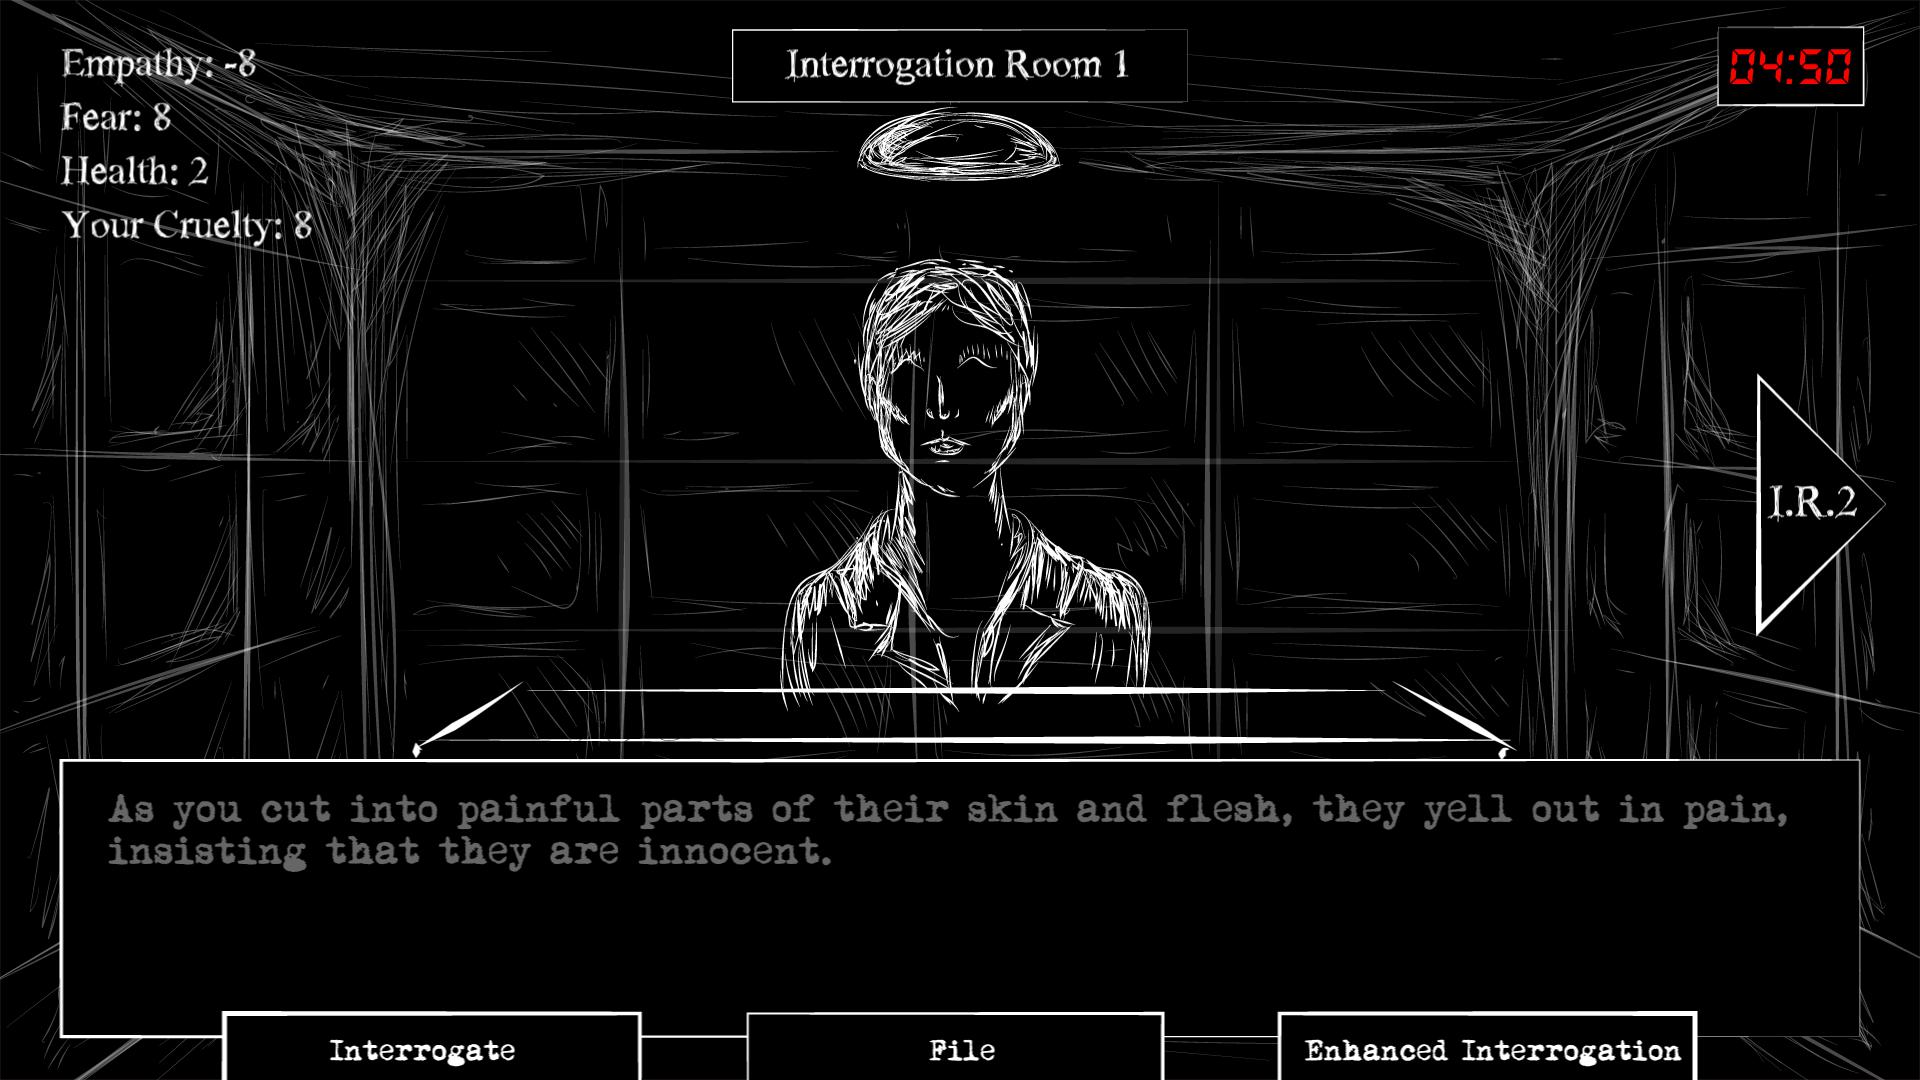 Empathy: -8
Fear: 8
Health: 2
Your Cruelty: 8
Interrogation Room 1
04:50
I.R.2
As you cut into painful parts of their skin and flesh, they yell out in pain,
insisting that they are innocent.
Interrogate
File
Enhanced Interrogation